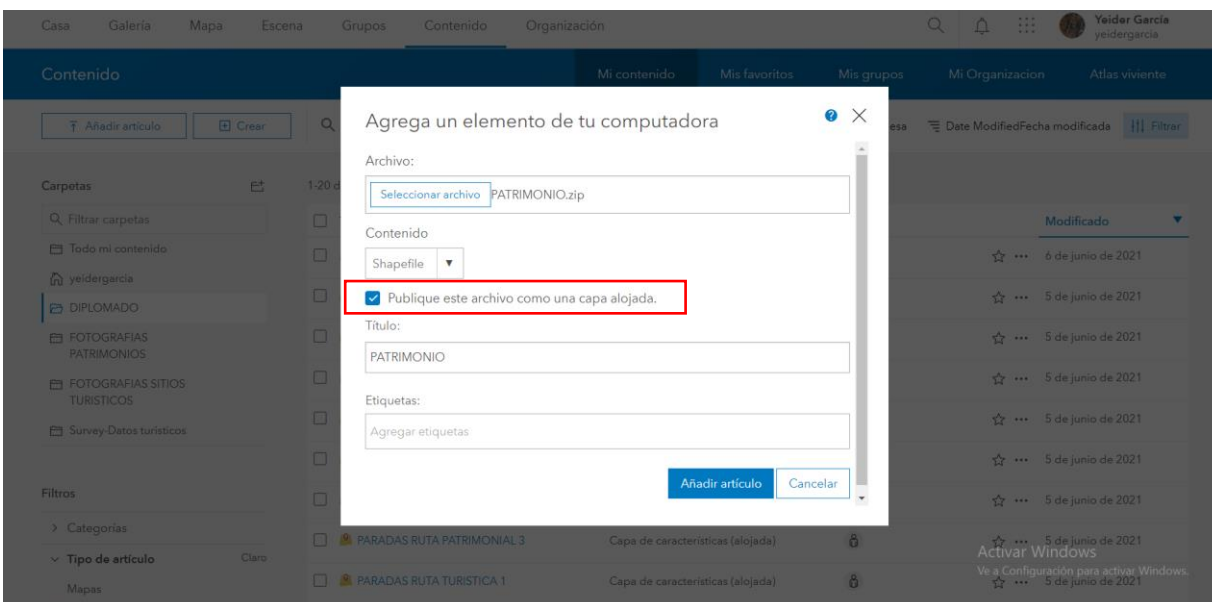 Casa Galería Mapa Escena Grupos Contenido Organización Yeider García
yeidergarcia
Contenido Mi contenido Mis favoritos Mis grupos Mi Organizacion Atlas viviente
Añadir artículo Crear esa Date ModifiedFecha modificada Filtrar
Agrega un elemento de tu computadora
Archivo:
Seleccionar archivo PATRIMONIO.zip
Contenido
Shapefile
Publique este archivo como una capa alojada.
Título:
PATRIMONIO
Etiquetas:
Agregar etiquetas
Añadir artículo Cancelar
Carpetas 1-20 d
Filtrar carpetas
Modificado
Todo mi contenido
6 de junio de 2021
yeidergarcia
DIPLOMADO
5 de junio de 2021
FOTOGRAFIAS
PATRIMONIOS
5 de junio de 2021
FOTOGRAFIAS SITIOS
TURISTICOS
5 de junio de 2021
Survey-Datos turisticos
5 de junio de 2021
5 de junio de 2021
Filtros
5 de junio de 2021
Categorías
PARADAS RUTA PATRIMONIAL 3 Capa de características (alojada) 5 de junio de 2021
Tipo de artículo Claro
Mapas
PARADAS RUTA TURISTICA 1 Capa de características (alojada) 5 de junio de 2021
Activar Windows
Ve a Configuración para activar Windows.